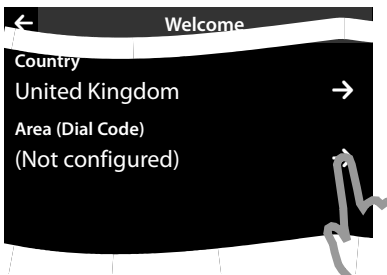 Welcome
Country
United Kingdom
Area (Dial Code)
(Not configured)